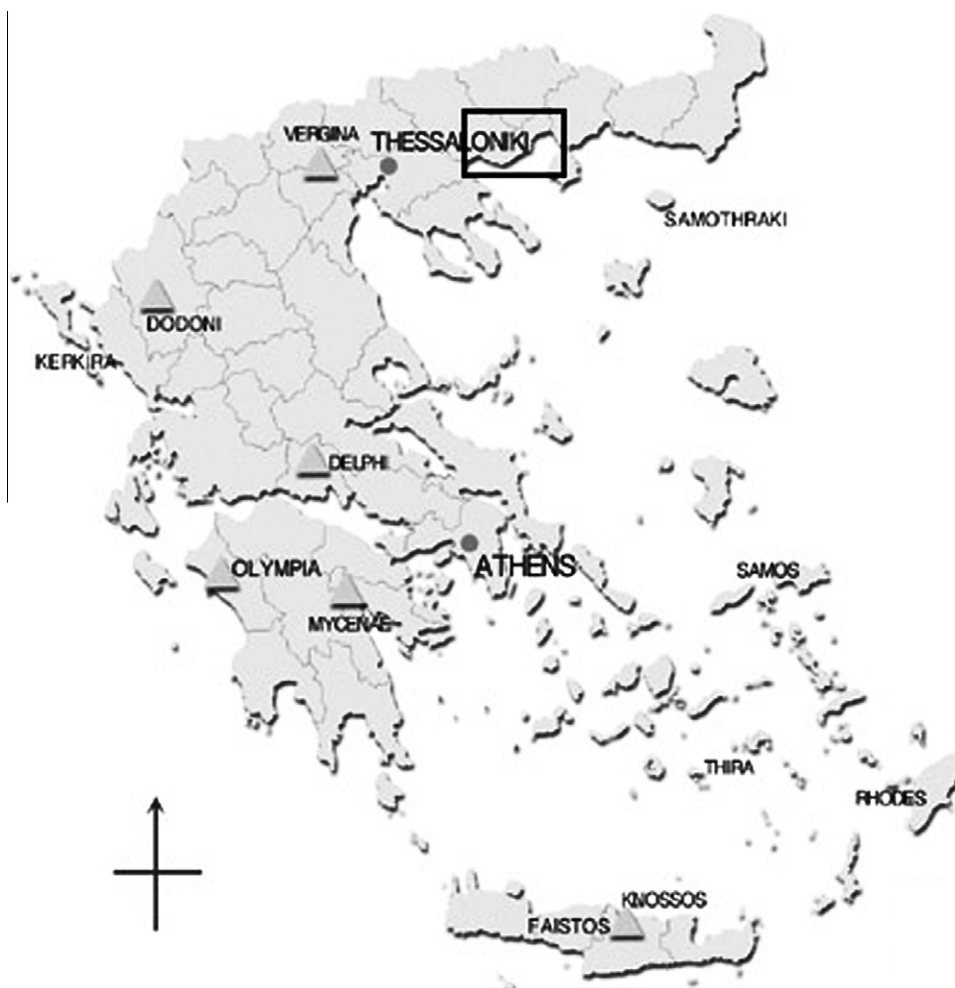 VERGINA
THESSALONIKI
SAMOTHRAKI
DODONI
KERKIRA
DELPHI
ATHENS
OLYMPIA
SAMOS
MYCENAE
THIRA
RHODES
KNOSSOS
FAISTOS